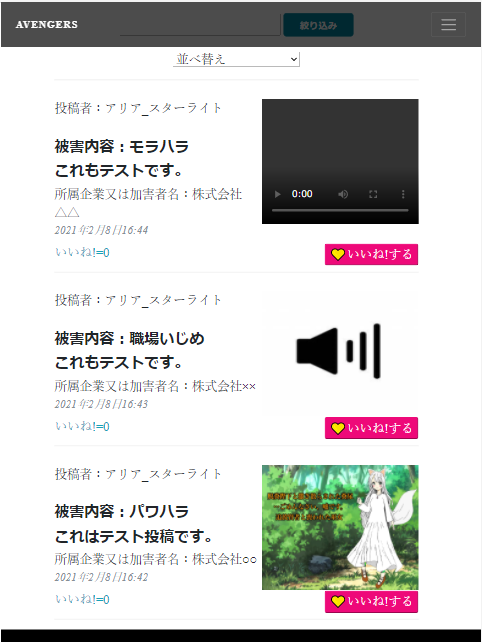 AVENGERS
絞り込み
並べ替え
投稿者：アリア_スターライト
被害内容：モラハラ
これもテストです。
所属企業又は加害者名：株式会社
△△
2021年2月8日16:44
いいね!=0
0:00
いいね!する
投稿者：アリア_スターライト
被害内容：職場いじめ
これもテストです。
所属企業又は加害者名：株式会社××
2021年2月8日16:43
いいね!=0
いいね!する
投稿者：アリア_スターライト
被害内容：パワハラ
これはテスト投稿です。
所属企業又は加害者名：株式会社○○
2021年2月8日16:42
いいね!=0
いいね!する